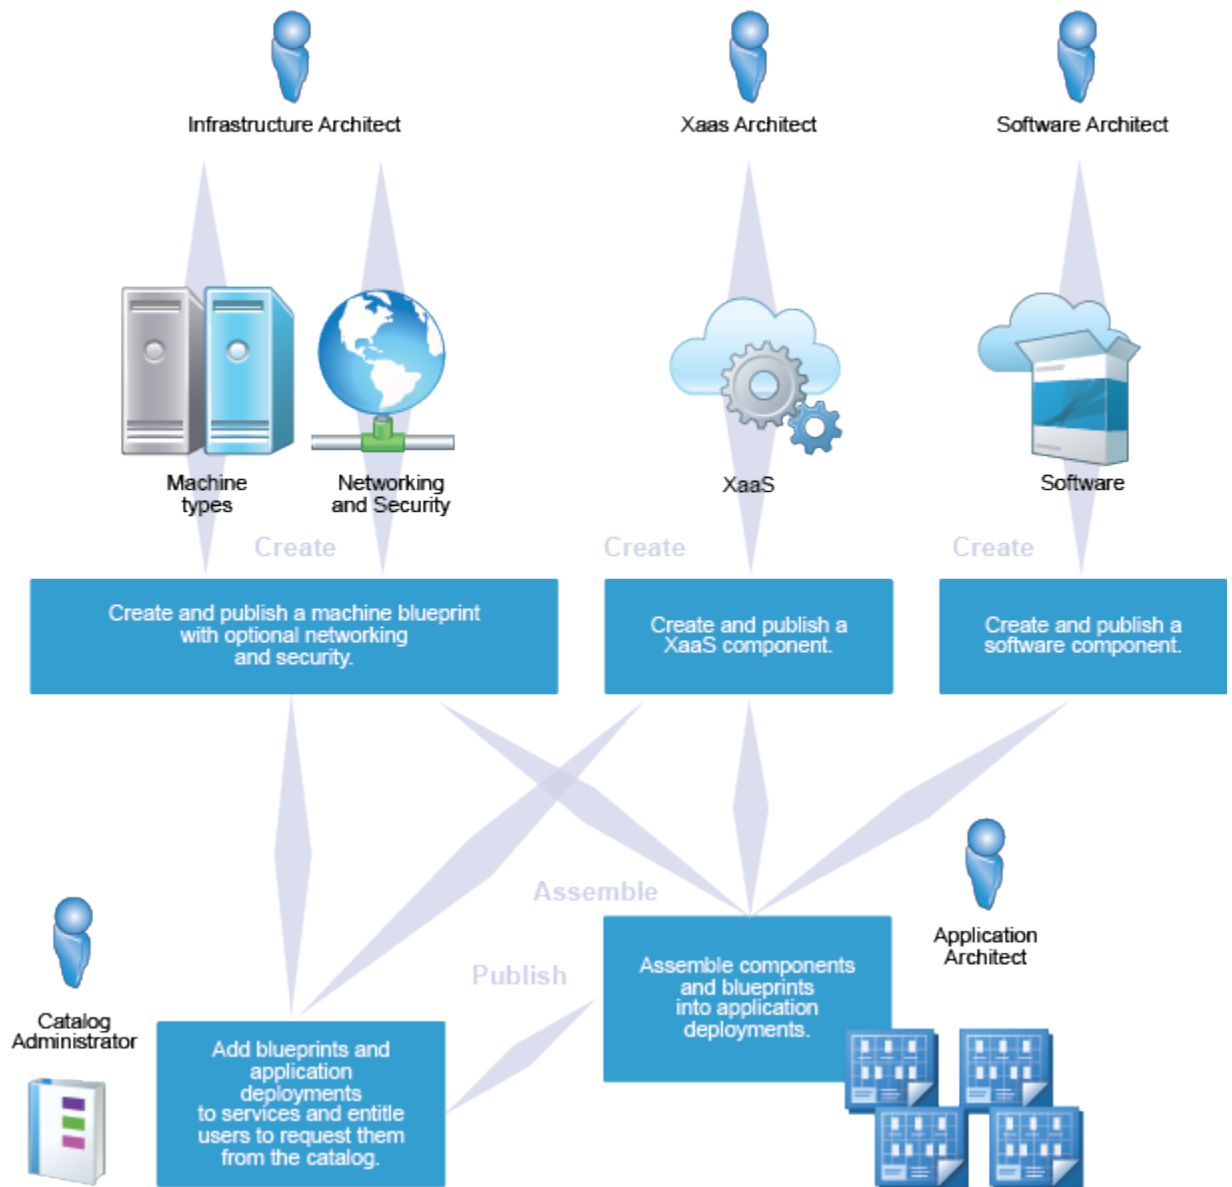 Infrastructure Architect
Xaas Architect
Software Architect
Machine
types
Networking
and Security
XaaS
Software
Create
Create
Create
Create and publish a machine blueprint
with optional networking
and security.
Create and publish a
XaaS component.
Create and publish a
software component.
Assemble
Publish
Application
Architect
Assemble components
and blueprints
into application
deployments.
Catalog
Administrator
Add blueprints and
application
deployments
to services and entitle
users to request them
from the catalog.